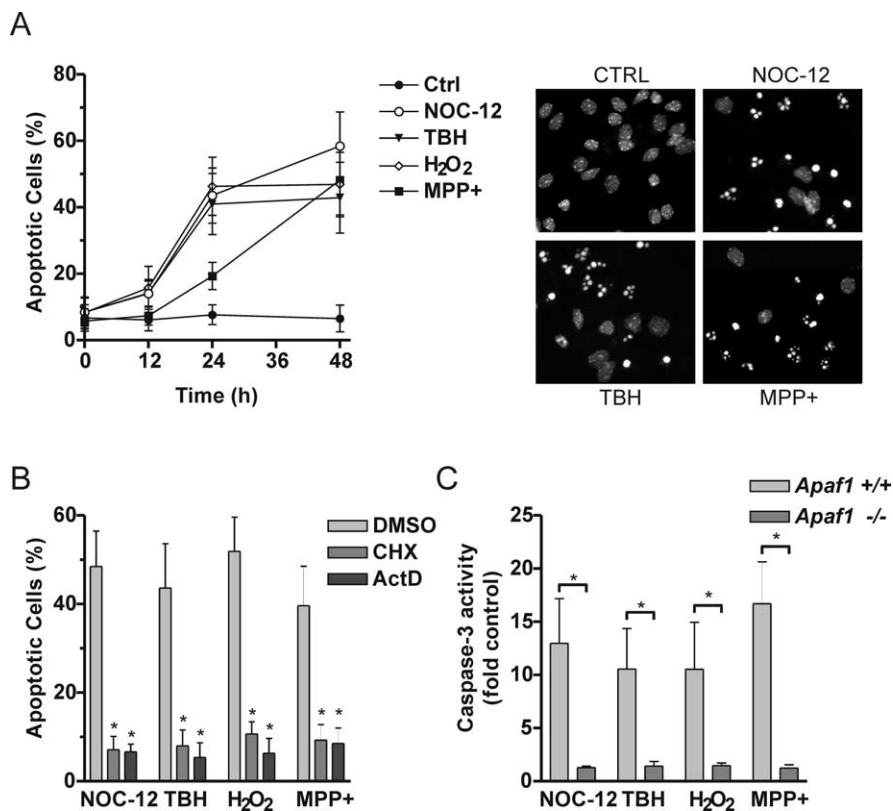 A
Apoptotic Cells (%)
80
60
40
20
0
0 12 24 36 48
Time (h)
Ctrl
NOC-12
TBH
H₂O₂
MPP+
CTRL NOC-12
TBH MPP+
B
Apoptotic Cells (%)
60
40
20
0
DMSO
CHX
ActD
* * * * * * * *
NOC-12 TBH H₂O₂ MPP+
C
Apaf1 +/+
Apaf1 -/-
Caspase-3 activity
(fold control)
25
20
15
10
5
0
* * * *
NOC-12 TBH H₂O₂ MPP+